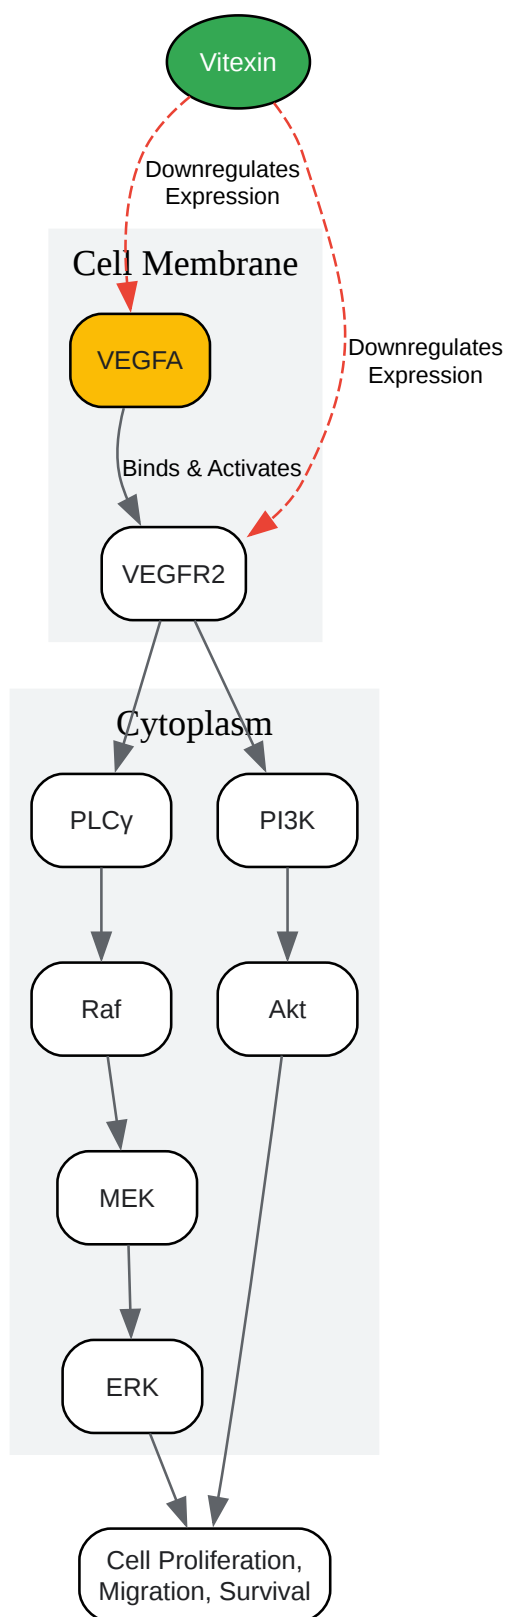 Vitexin
Downregulates
Expression
Cell Membrane
Downregulates
Expression
VEGFA
Binds & Activates
VEGFR2
Cytoplasm
PLCγ
PI3K
Raf
Akt
MEK
ERK
Cell Proliferation,
Migration, Survival